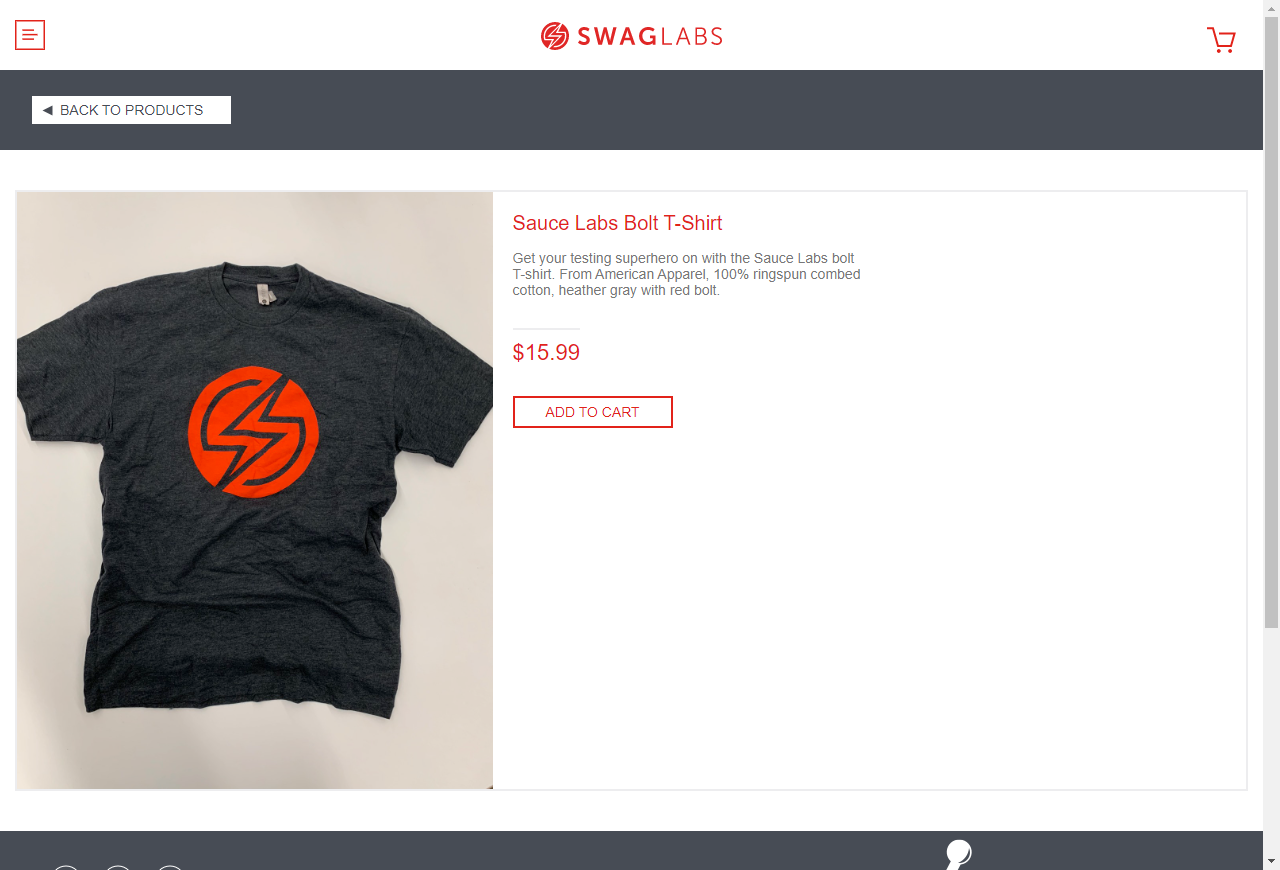 SWAGLABS
◄ BACK TO PRODUCTS
Sauce Labs Bolt T-Shirt
Get your testing superhero on with the Sauce Labs bolt
T-shirt. From American Apparel, 100% ringspun combed
cotton, heather gray with red bolt.
$15.99
ADD TO CART